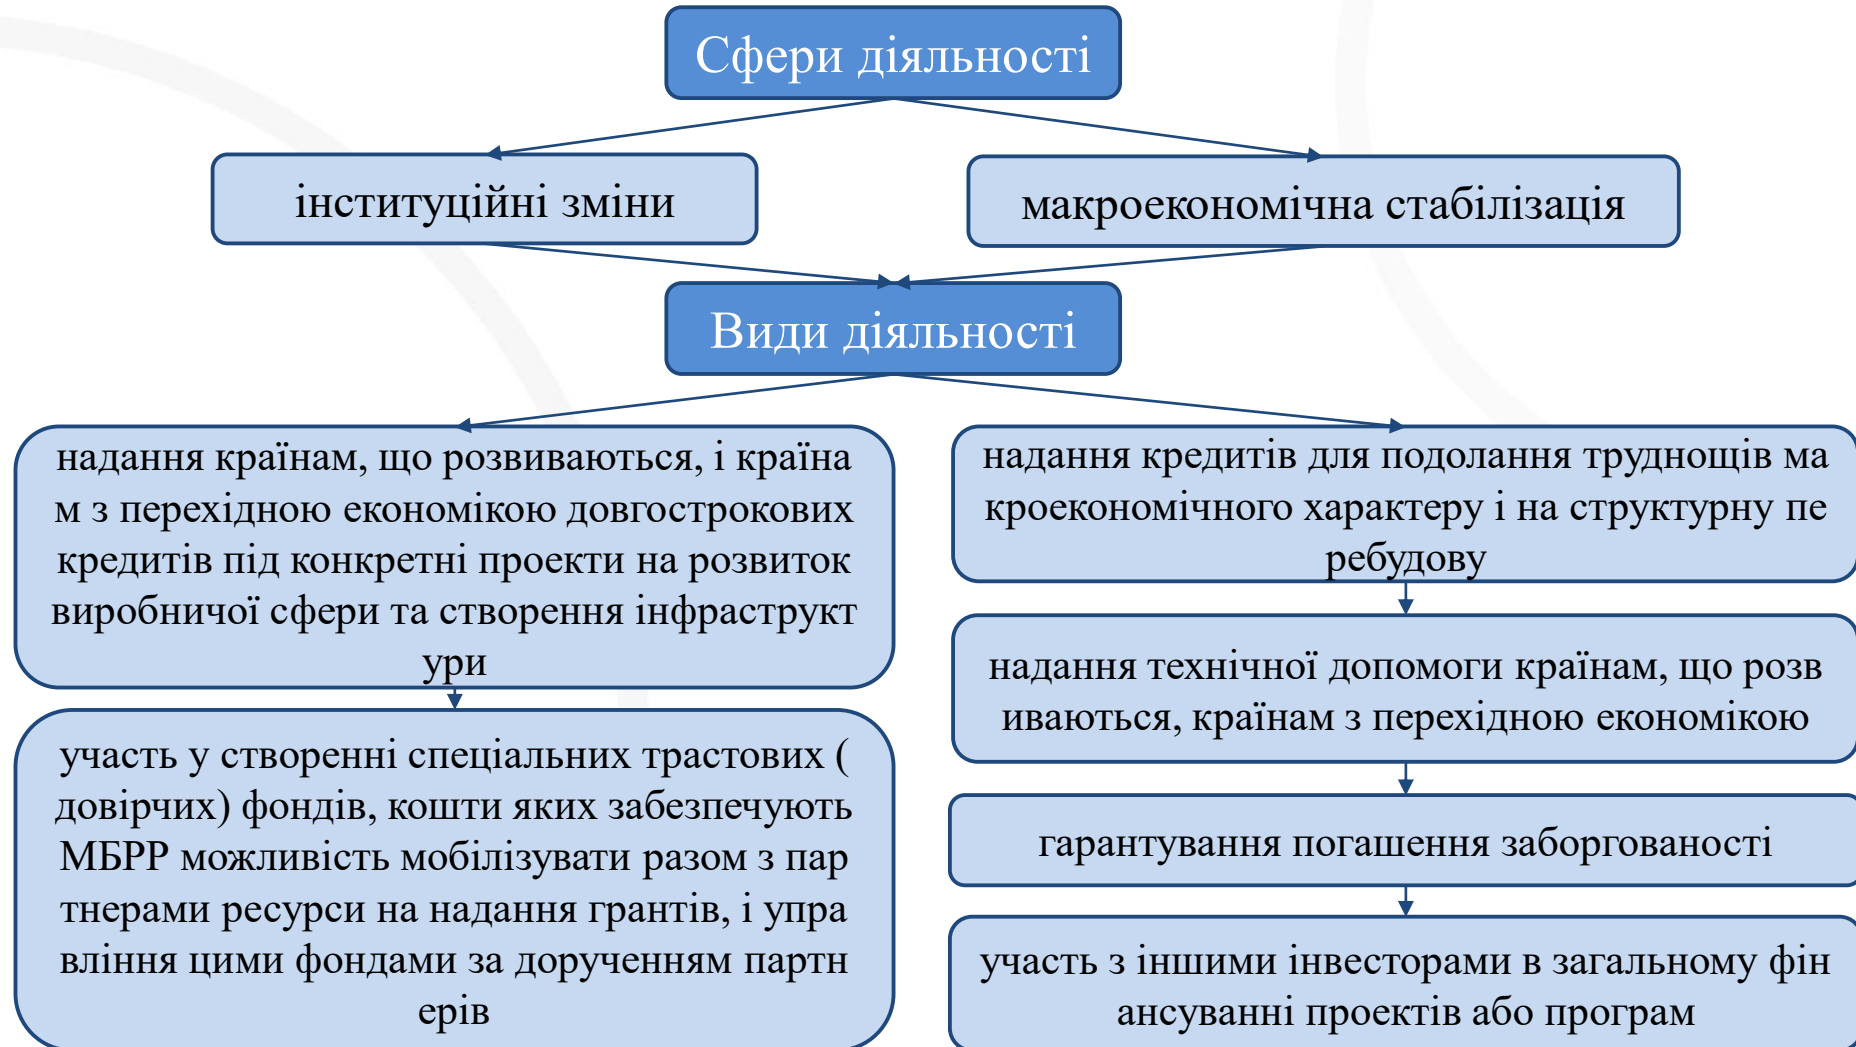 Сфери діяльності
інституційні зміни
макроекономічна стабілізація
Види діяльності
надання країнам, що розвиваються, і країна
м з перехідною економікою довгострокових
кредитів під конкретні проекти на розвиток
виробничої сфери та створення інфраструкт
ури
участь у створенні спеціальних трастових (
довірчих) фондів, кошти яких забезпечують
МБРР можливість мобілізувати разом з пар
тнерами ресурси на надання грантів, і упра
вління цими фондами за дорученням партн
ерів
надання кредитів для подолання труднощів ма
кроекономічного характеру і на структурну пе
ребудову
надання технічної допомоги країнам, що розв
иваються, країнам з перехідною економікою
гарантування погашення заборгованості
участь з іншими інвесторами в загальному фін
ансуванні проектів або програм